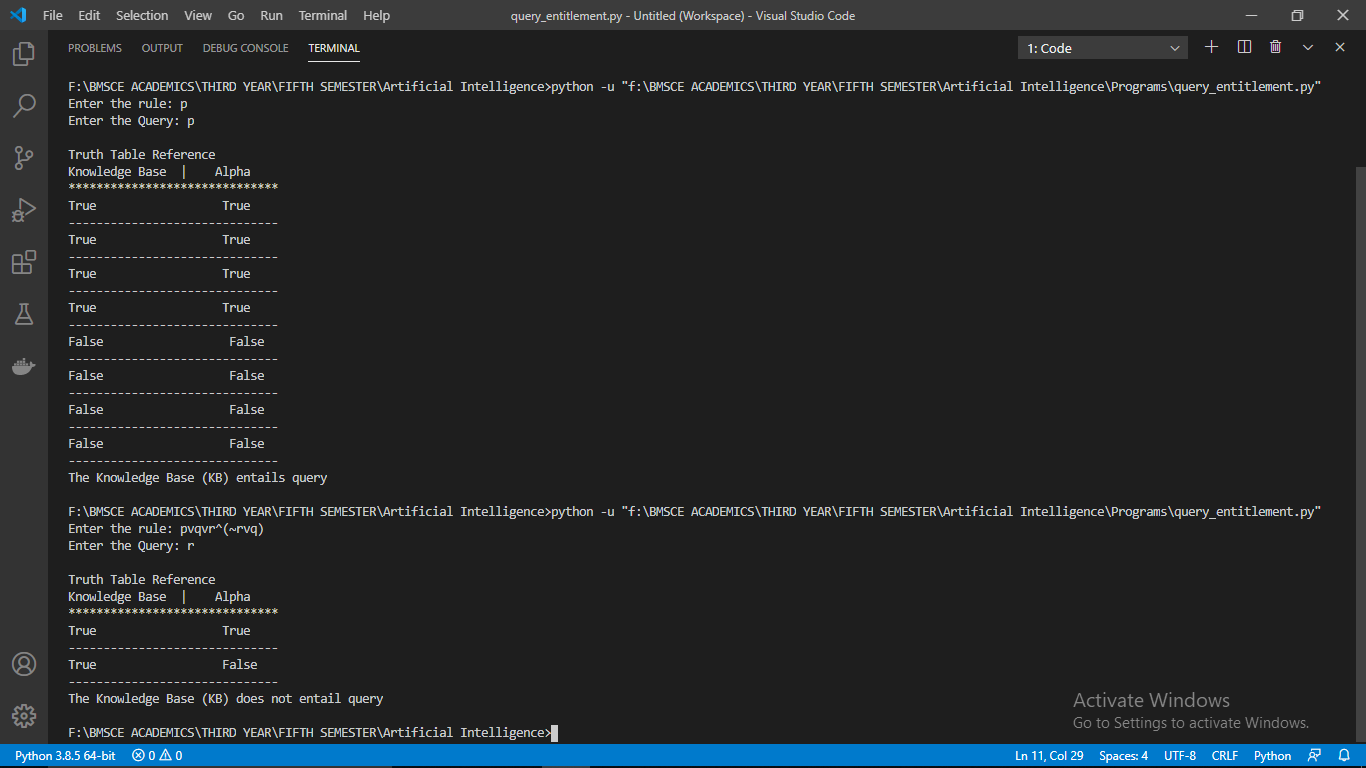 File Edit Selection View Go Run Terminal Help query_entitlement.py - Untitled (Workspace) - Visual Studio Code
PROBLEMS OUTPUT DEBUG CONSOLE TERMINAL 1: Code
F:\BMSCE ACADEMICS\THIRD YEAR\FIFTH SEMESTER\Artificial Intelligence>python -u "f:\BMSCE ACADEMICS\THIRD YEAR\FIFTH SEMESTER\Artificial Intelligence\Programs\query_entitlement.py"
Enter the rule: p
Enter the Query: p
Truth Table Reference
Knowledge Base | Alpha
******************************
True True
------------------------------
True True
------------------------------
True True
------------------------------
True True
------------------------------
False False
------------------------------
False False
------------------------------
False False
------------------------------
False False
------------------------------
The Knowledge Base (KB) entails query
F:\BMSCE ACADEMICS\THIRD YEAR\FIFTH SEMESTER\Artificial Intelligence>python -u "f:\BMSCE ACADEMICS\THIRD YEAR\FIFTH SEMESTER\Artificial Intelligence\Programs\query_entitlement.py"
Enter the rule: pvqvr^(~rvq)
Enter the Query: r
Truth Table Reference
Knowledge Base | Alpha
******************************
True True
------------------------------
True False
------------------------------
The Knowledge Base (KB) does not entail query
F:\BMSCE ACADEMICS\THIRD YEAR\FIFTH SEMESTER\Artificial Intelligence>
Activate Windows
Go to Settings to activate Windows.
Python 3.8.5 64-bit 0 0 Ln 11, Col 29 Spaces: 4 UTF-8 CRLF Python